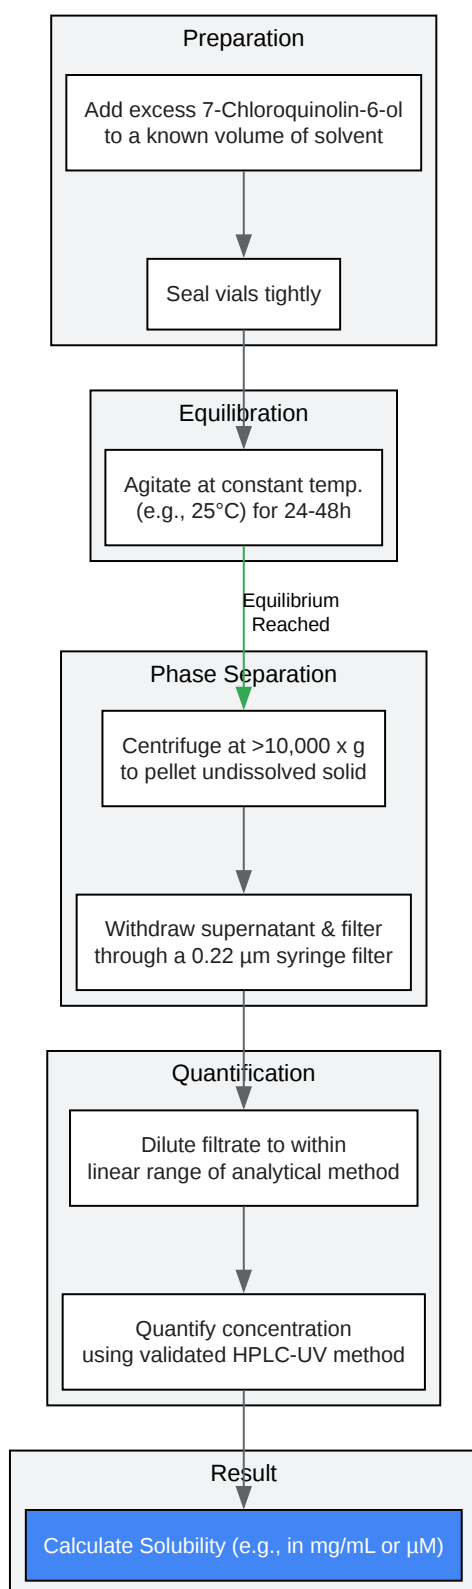 Preparation
Add excess 7-Chloroquinolin-6-ol
to a known volume of solvent
Seal vials tightly
Equilibration
Agitate at constant temp.
(e.g., 25°C) for 24-48h
Equilibrium
Reached
Phase Separation
Centrifuge at >10,000 x g
to pellet undissolved solid
Withdraw supernatant & filter
through a 0.22 µm syringe filter
Quantification
Dilute filtrate to within
linear range of analytical method
Quantify concentration
using validated HPLC-UV method
Result
Calculate Solubility (e.g., in mg/mL or µM)